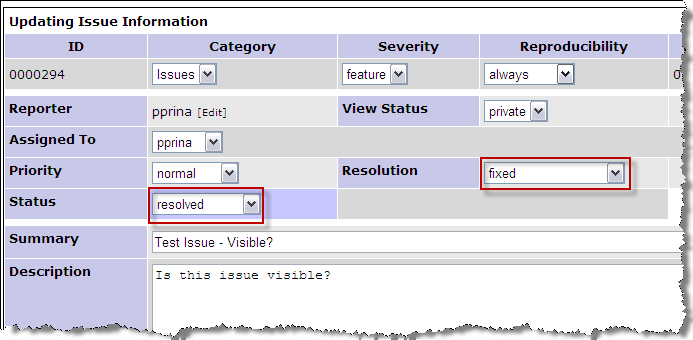 Updating Issue Information
ID Category Severity Reproducibility
0000294 Issues feature always
Reporter pprina [Edit] View Status private
Assigned To pprina
Priority normal Resolution fixed
Status resolved
Summary Test Issue - Visible?
Description Is this issue visible?